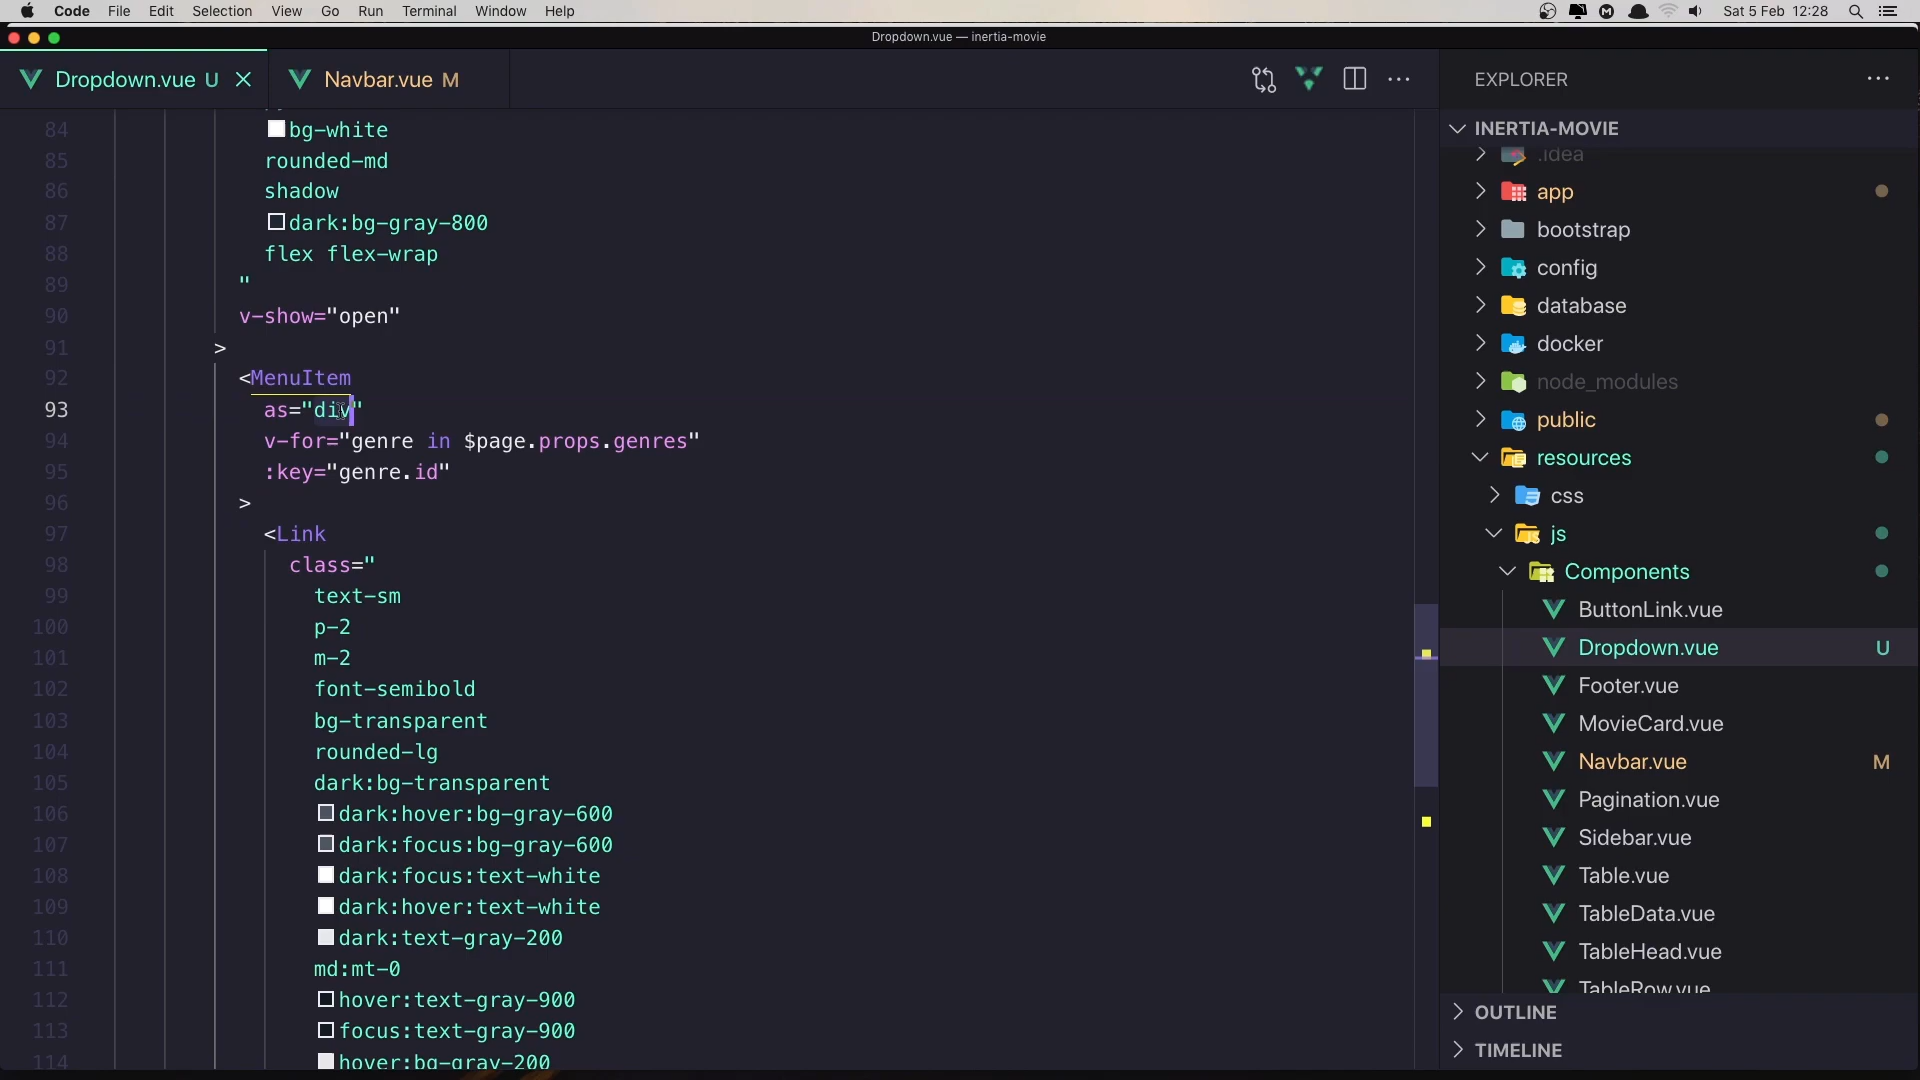 Code File Edit Selection View Go Run Terminal Window Help
Sat 5 Feb 12:28
Dropdown.vue — inertia-movie
Dropdown.vue U
Navbar.vue M
84 bg-white
85 rounded-md
86 shadow
87 dark:bg-gray-800
88 flex flex-wrap
89 "
90 v-show="open"
91 >
92 <MenuItem
93 as="div"
94 v-for="genre in $page.props.genres"
95 :key="genre.id"
96 >
97 <Link
98 class="
99 text-sm
100 p-2
101 m-2
102 font-semibold
103 bg-transparent
104 rounded-lg
105 dark:bg-transparent
106 dark:hover:bg-gray-600
107 dark:focus:bg-gray-600
108 dark:focus:text-white
109 dark:hover:text-white
110 dark:text-gray-200
111 md:mt-0
112 hover:text-gray-900
113 focus:text-gray-900
114 hover:bg-gray-200
EXPLORER
INERTIA-MOVIE
.idea
app
bootstrap
config
database
docker
node_modules
public
resources
css
js
Components
ButtonLink.vue
Dropdown.vue U
Footer.vue
MovieCard.vue
Navbar.vue M
Pagination.vue
Sidebar.vue
Table.vue
TableData.vue
TableHead.vue
TableRow.vue
OUTLINE
TIMELINE